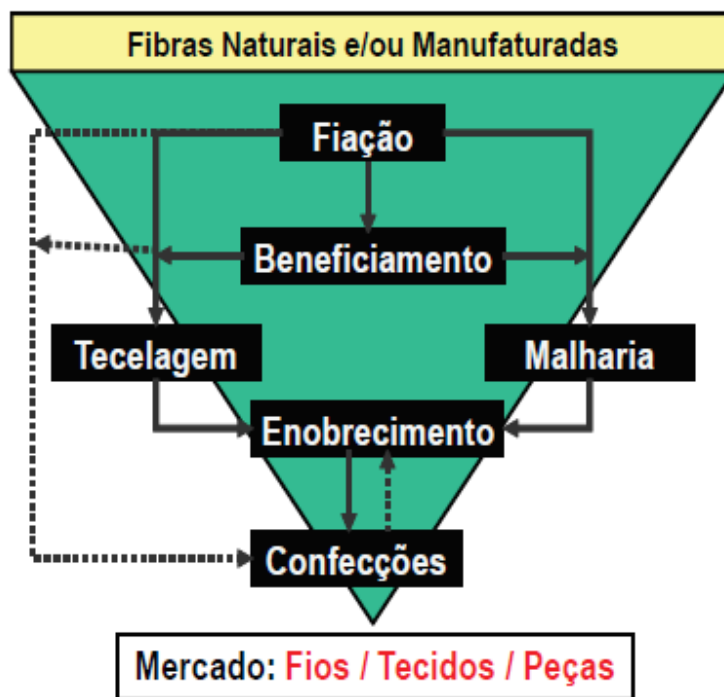 Fibras Naturais e/ou Manufaturadas
Fiação
Beneficiamento
Tecelagem
Malharia
Enobrecimento
Confecções
Mercado: Fios / Tecidos / Peças